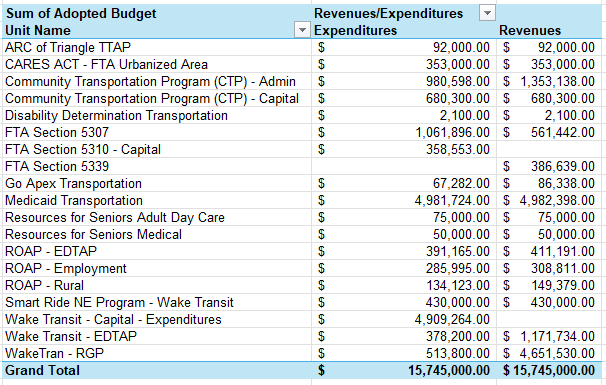 Sum of Adopted Budget Revenues/Expenditures
Unit Name Expenditures Revenues
ARC of Triangle TTAP $ 92,000.00 $ 92,000.00
CARES ACT - FTA Urbanized Area $ 353,000.00 $ 353,000.00
Community Transportation Program (CTP) - Admin $ 980,598.00 $ 1,353,138.00
Community Transportation Program (CTP) - Capital $ 680,300.00 $ 680,300.00
Disability Determination Transportation $ 2,100.00 $ 2,100.00
FTA Section 5307 $ 1,061,896.00 $ 561,442.00
FTA Section 5310 - Capital $ 358,553.00
FTA Section 5339 $ 386,639.00
Go Apex Transportation $ 67,282.00 $ 86,338.00
Medicaid Transportation $ 4,981,724.00 $ 4,982,398.00
Resources for Seniors Adult Day Care $ 75,000.00 $ 75,000.00
Resources for Seniors Medical $ 50,000.00 $ 50,000.00
ROAP - EDTAP $ 391,165.00 $ 411,191.00
ROAP - Employment $ 285,995.00 $ 308,811.00
ROAP - Rural $ 134,123.00 $ 149,379.00
Smart Ride NE Program - Wake Transit $ 430,000.00 $ 430,000.00
Wake Transit - Capital - Expenditures $ 4,909,264.00
Wake Transit - EDTAP $ 378,200.00 $ 1,171,734.00
WakeTran - RGP $ 513,800.00 $ 4,651,530.00
Grand Total $ 15,745,000.00 $ 15,745,000.00